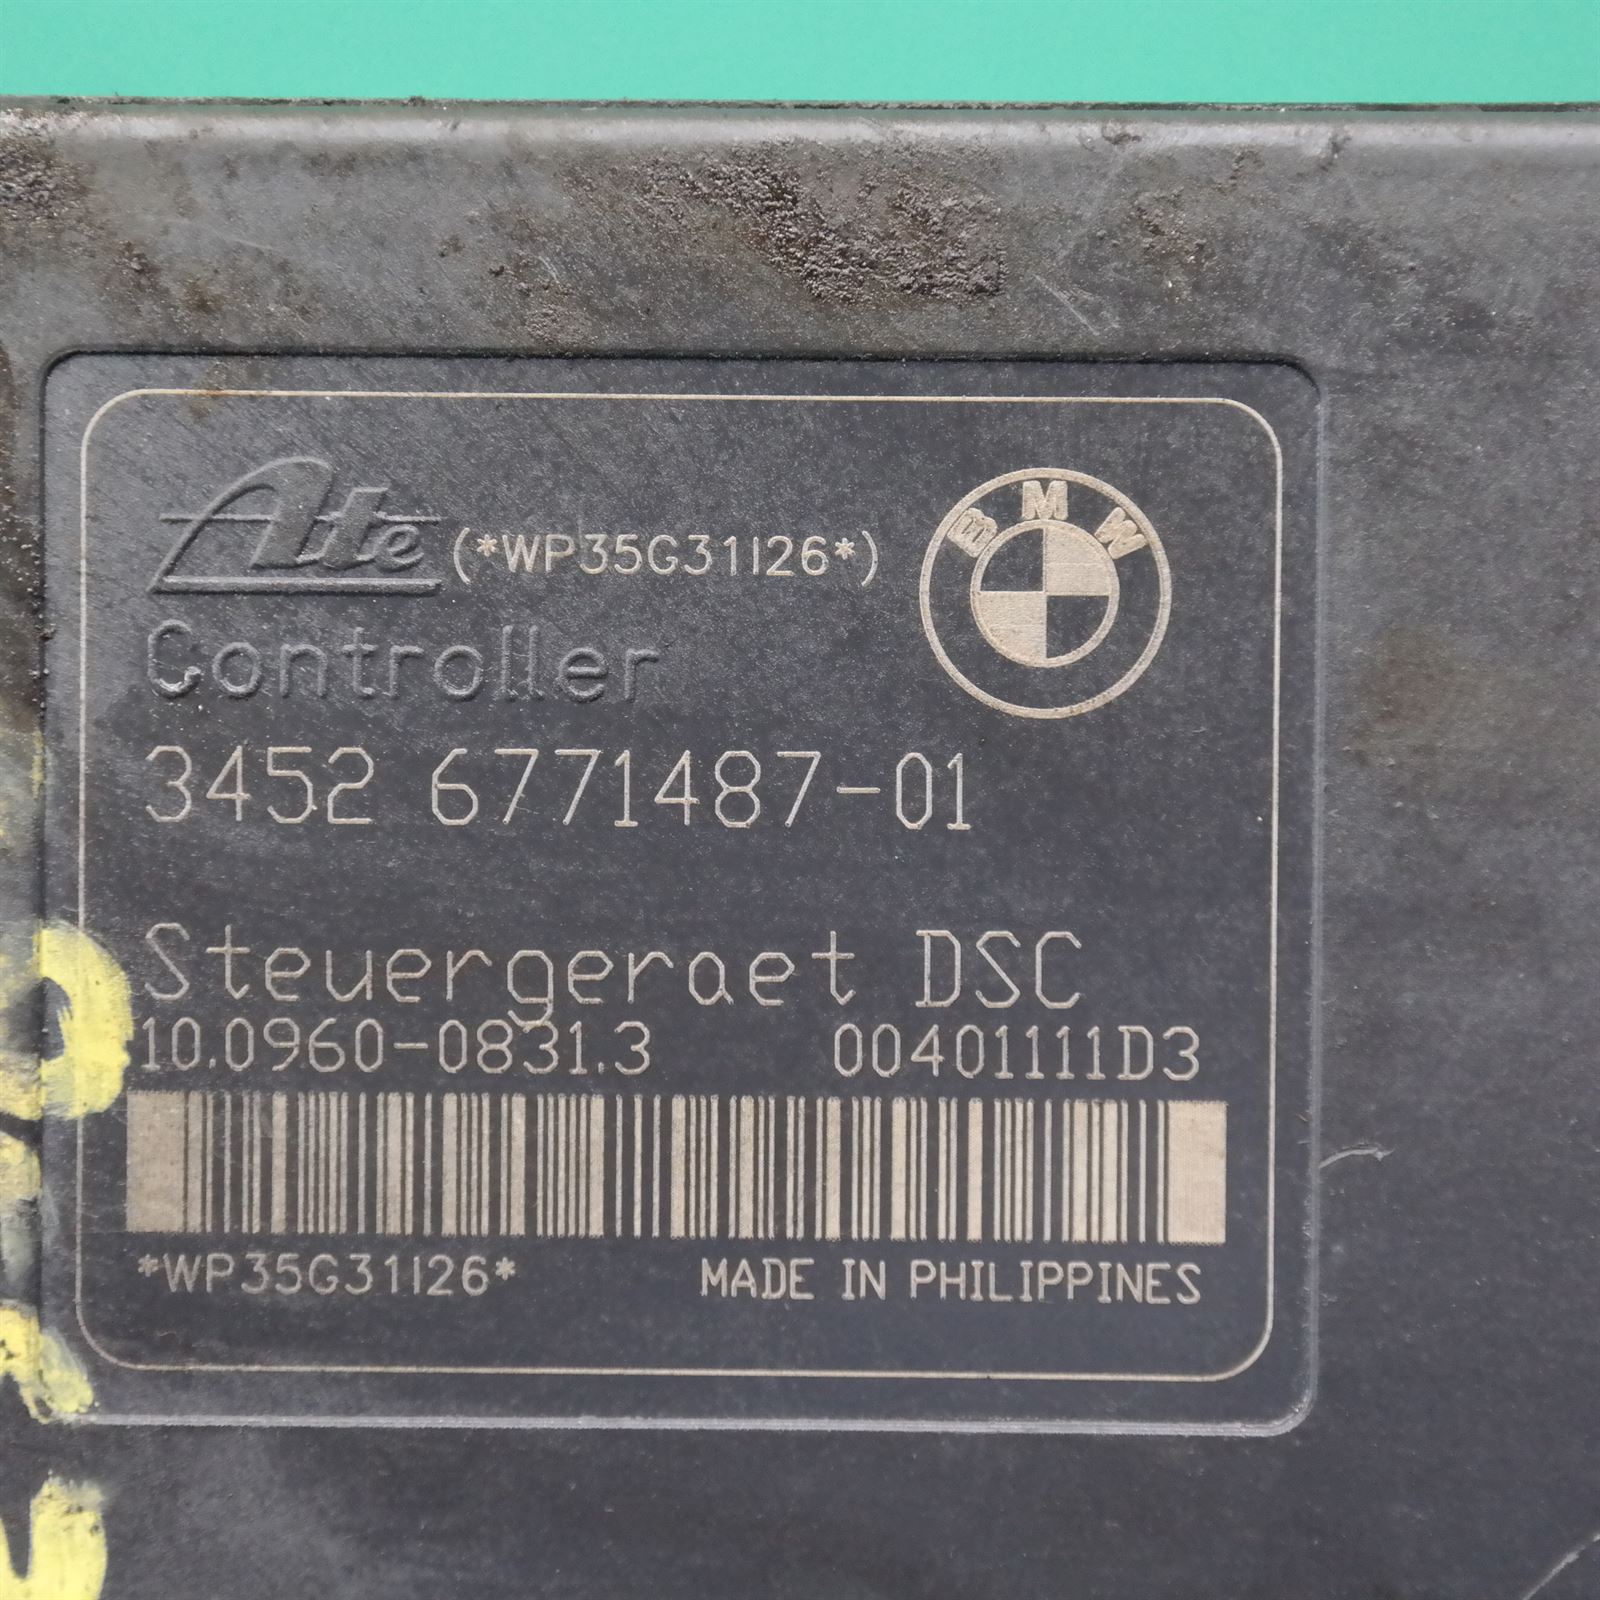 Ate (*WP35G31I26*) BMW
Controller
3452 6771487-01
Steuergeraet DSC
10.0960-0831.3 00401111D3
*WP35G31I26* MADE IN PHILIPPINES